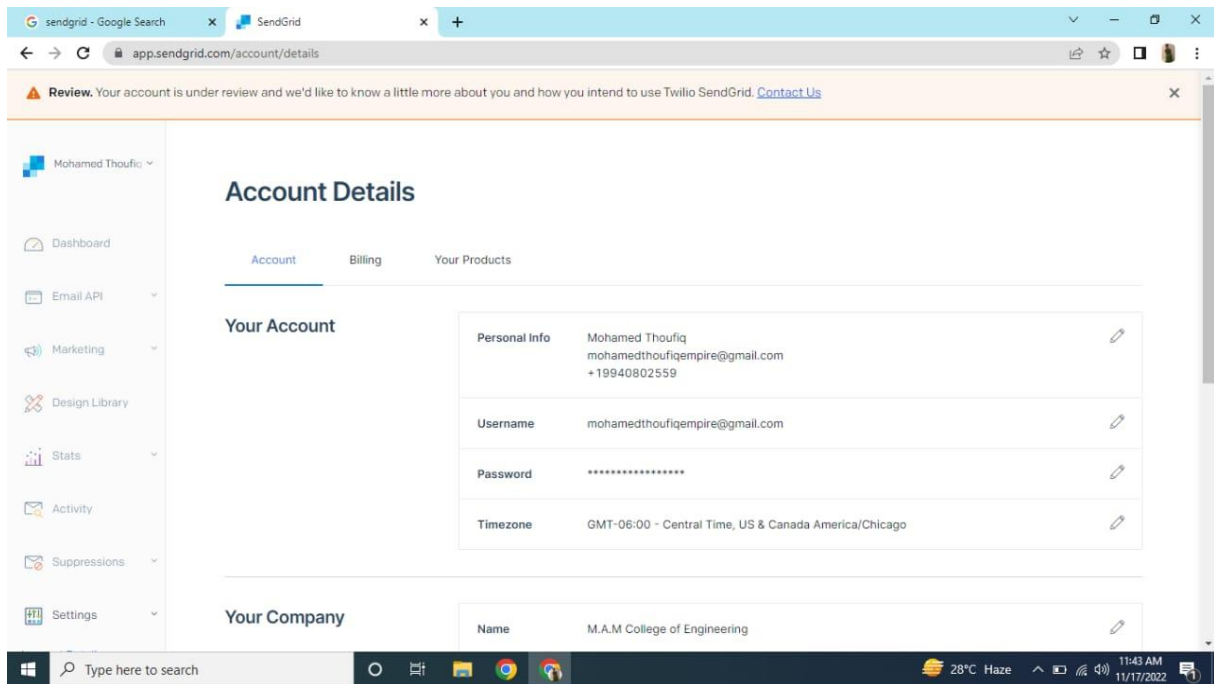 sendgrid - Google Search
SendGrid
app.sendgrid.com/account/details
Review. Your account is under review and we'd like to know a little more about you and how you intend to use Twilio SendGrid. Contact Us
Mohamed Thoufiq
Account Details
Dashboard
Account Billing Your Products
Email API
Your Account
Personal Info Mohamed Thoufiq
mohamedthoufiqempire@gmail.com
+19940802559
Marketing
Design Library
Username mohamedthoufiqempire@gmail.com
Stats
Password *****************
Activity
Timezone GMT-06:00 - Central Time, US & Canada America/Chicago
Suppressions
Settings
Your Company
Name M.A.M College of Engineering
Type here to search
28°C Haze
11:43 AM
11/17/2022